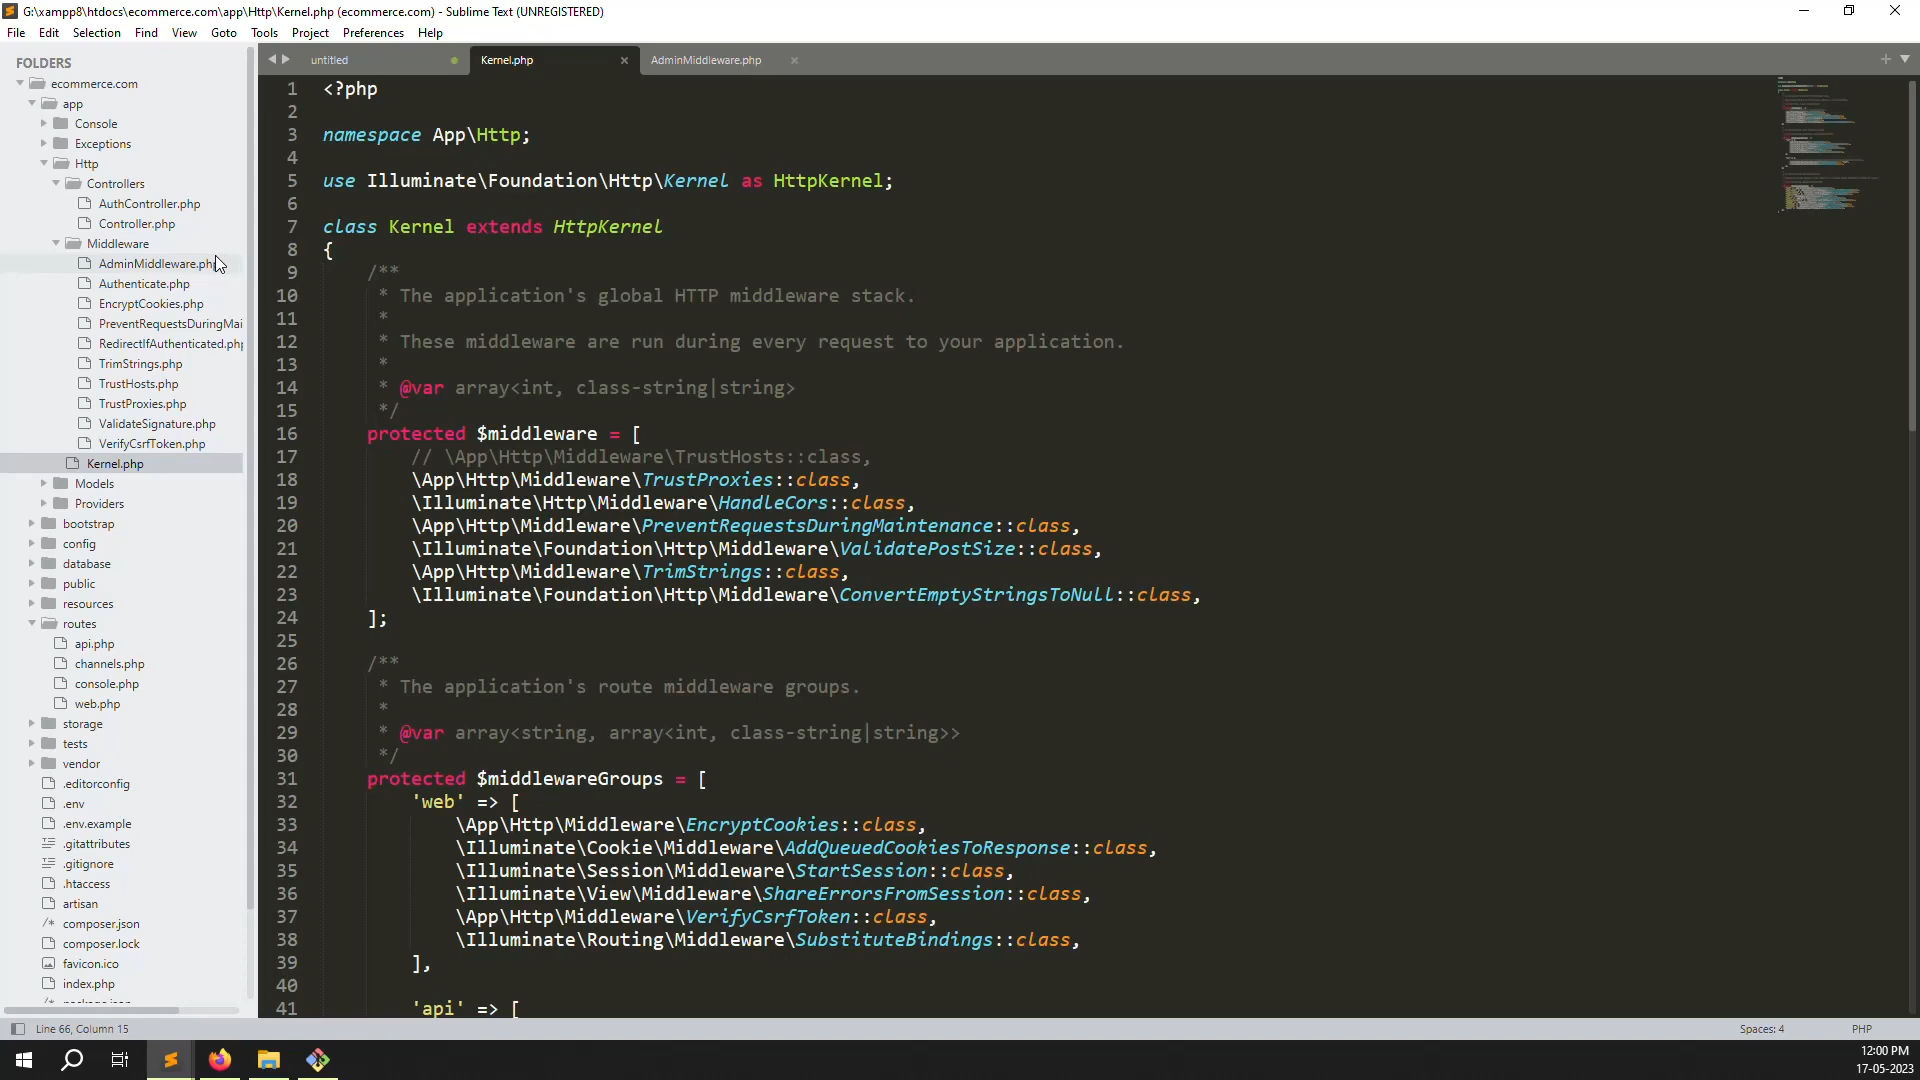 G:\xampp8\htdocs\ecommerce.com\app\Http\Kernel.php (ecommerce.com) - Sublime Text (UNREGISTERED)
File Edit Selection Find View Goto Tools Project Preferences Help
FOLDERS
ecommerce.com
app
Console
Exceptions
Http
Controllers
AuthController.php
Controller.php
Middleware
AdminMiddleware.php
Authenticate.php
EncryptCookies.php
PreventRequestsDuringMai
RedirectIfAuthenticated.php
TrimStrings.php
TrustHosts.php
TrustProxies.php
ValidateSignature.php
VerifyCsrfToken.php
Kernel.php
Models
Providers
bootstrap
config
database
public
resources
routes
api.php
channels.php
console.php
web.php
storage
tests
vendor
.editorconfig
.env
.env.example
.gitattributes
.gitignore
.htaccess
artisan
composer.json
composer.lock
favicon.ico
index.php
untitled Kernel.php AdminMiddleware.php
1 <?php
2
3 namespace App\Http;
4
5 use Illuminate\Foundation\Http\Kernel as HttpKernel;
6
7 class Kernel extends HttpKernel
8 {
9 /**
10 * The application's global HTTP middleware stack.
11 *
12 * These middleware are run during every request to your application.
13 *
14 * @var array<int, class-string|string>
15 */
16 protected $middleware = [
17 // \App\Http\Middleware\TrustHosts::class,
18 \App\Http\Middleware\TrustProxies::class,
19 \Illuminate\Http\Middleware\HandleCors::class,
20 \App\Http\Middleware\PreventRequestsDuringMaintenance::class,
21 \Illuminate\Foundation\Http\Middleware\ValidatePostSize::class,
22 \App\Http\Middleware\TrimStrings::class,
23 \Illuminate\Foundation\Http\Middleware\ConvertEmptyStringsToNull::class,
24 ];
25
26 /**
27 * The application's route middleware groups.
28 *
29 * @var array<string, array<int, class-string|string>>
30 */
31 protected $middlewareGroups = [
32 'web' => [
33 \App\Http\Middleware\EncryptCookies::class,
34 \Illuminate\Cookie\Middleware\AddQueuedCookiesToResponse::class,
35 \Illuminate\Session\Middleware\StartSession::class,
36 \Illuminate\View\Middleware\ShareErrorsFromSession::class,
37 \App\Http\Middleware\VerifyCsrfToken::class,
38 \Illuminate\Routing\Middleware\SubstituteBindings::class,
39 ],
40
41 'api' => [
Line 66, Column 15 Spaces: 4 PHP
12:00 PM
17-05-2023